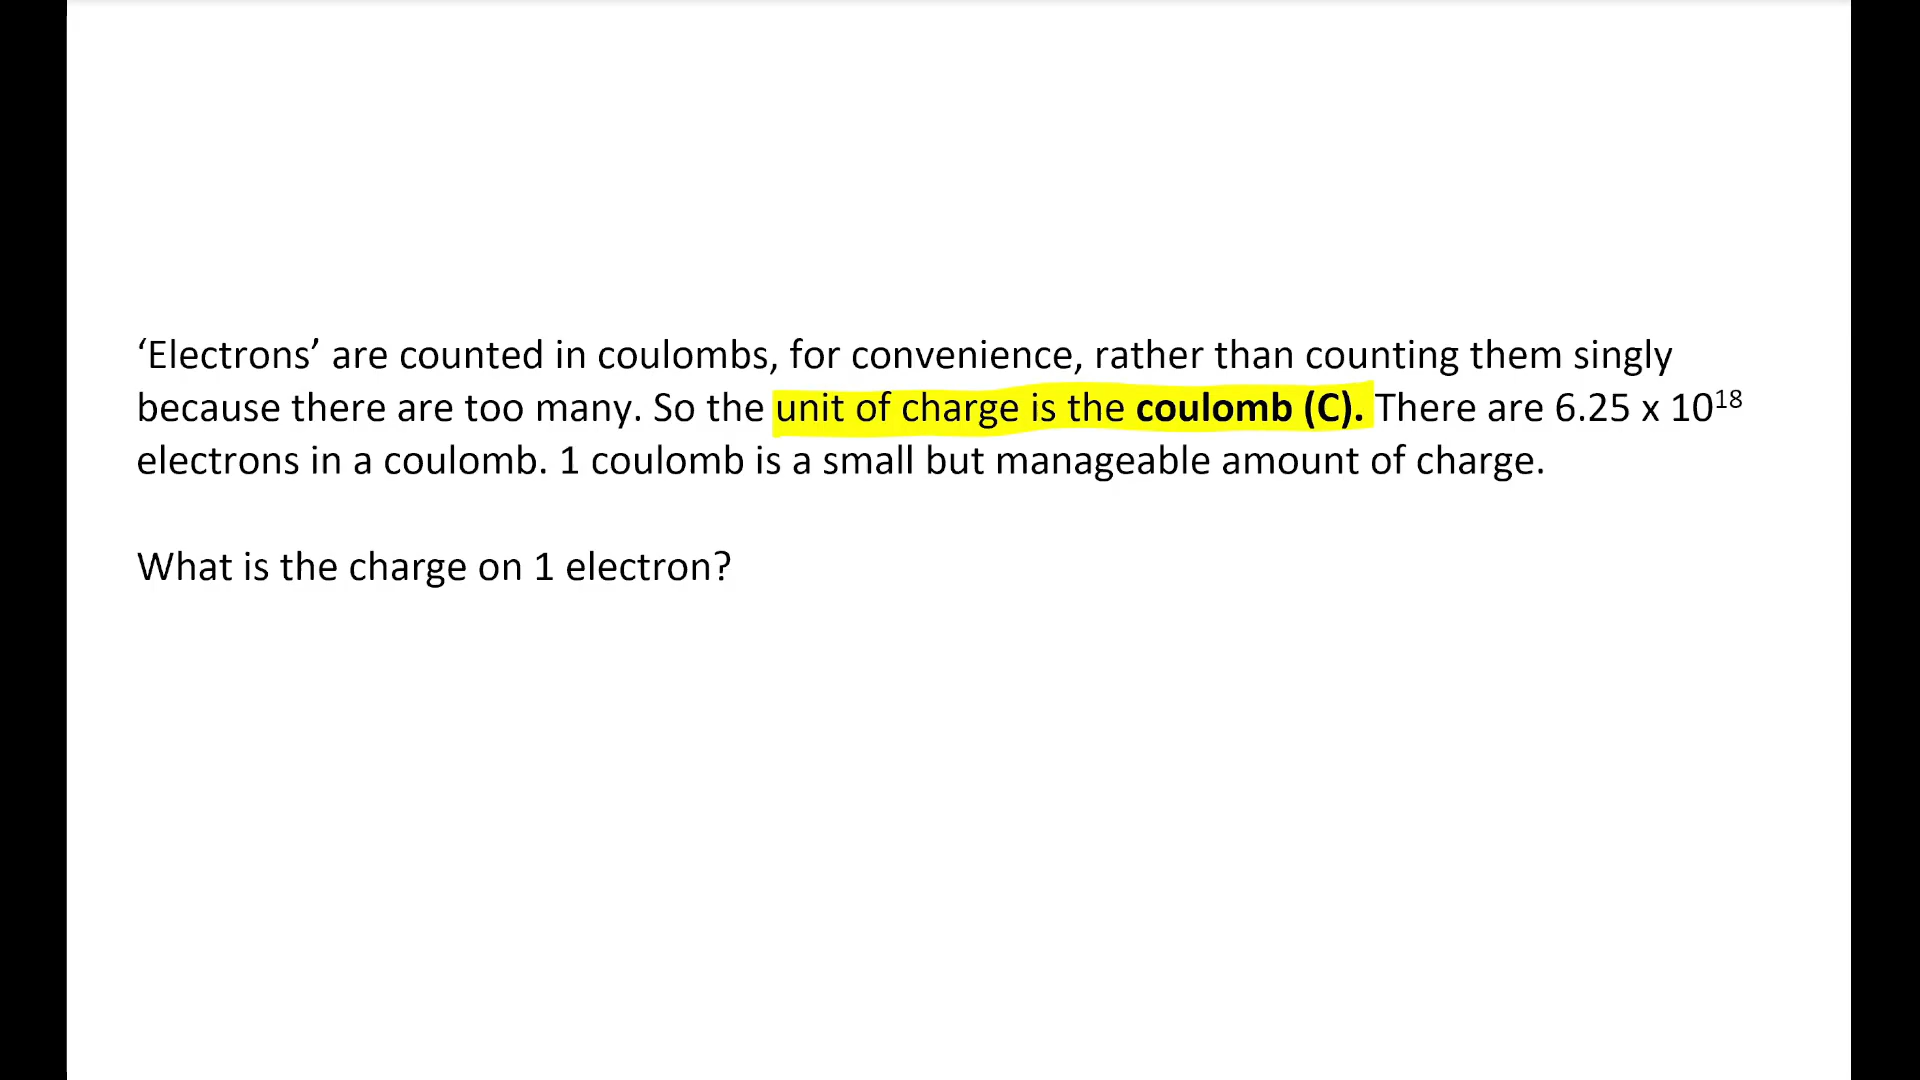 ‘Electrons’ are counted in coulombs, for convenience, rather than counting them singly
because there are too many. So the unit of charge is the coulomb (C). There are 6.25 x 10¹⁸
electrons in a coulomb. 1 coulomb is a small but manageable amount of charge.
What is the charge on 1 electron?